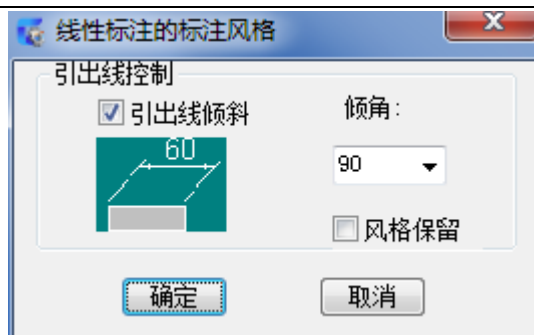 线性标注的标注风格
引出线控制
引出线倾斜
倾角:
60
90
风格保留
确定
取消